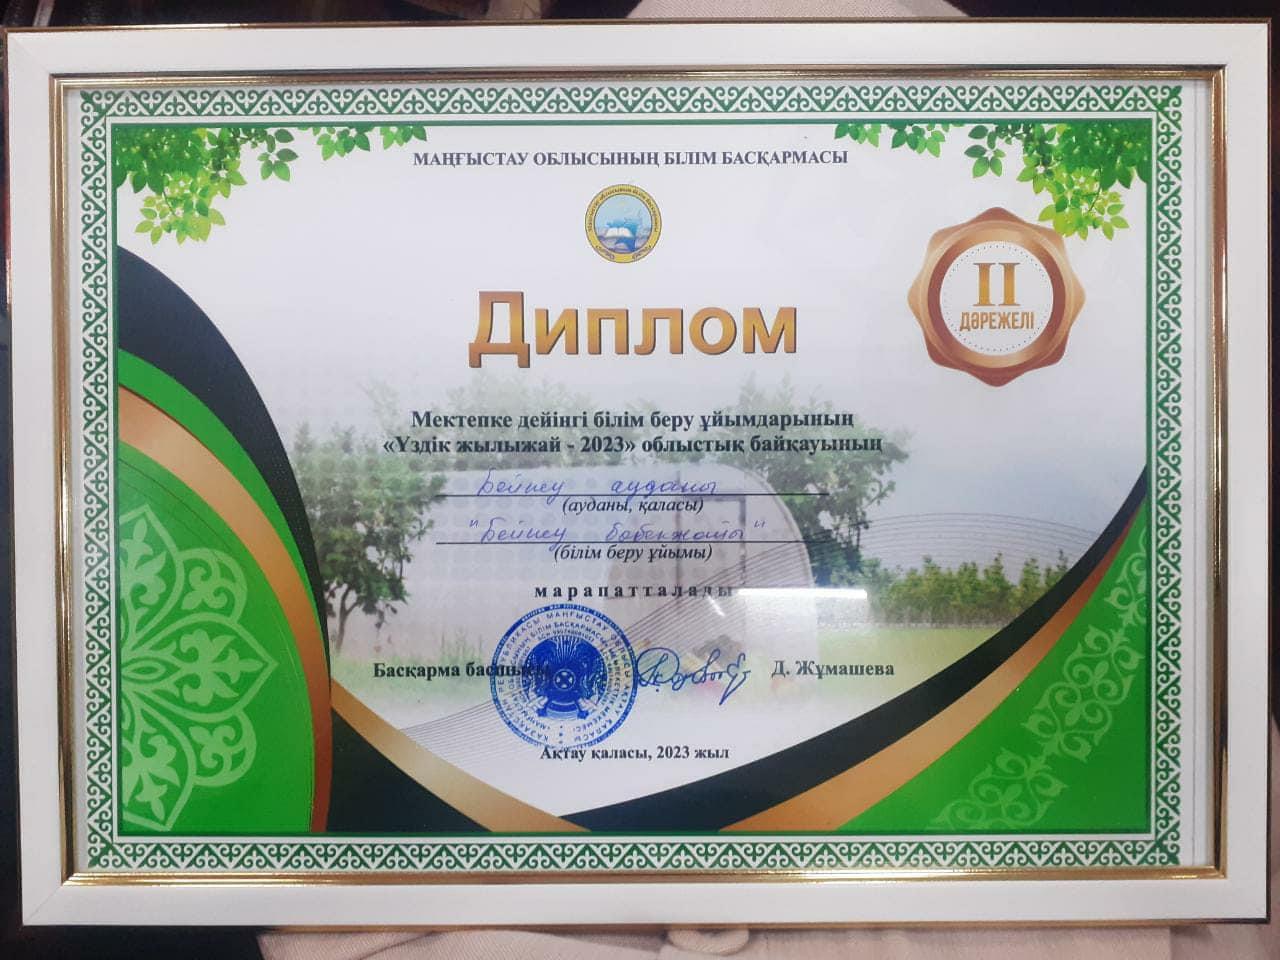 МАҢҒЫСТАУ ОБЛЫСЫНЫҢ БІЛІМ БАСҚАРМАСЫ
II
ДӘРЕЖЕЛІ
Диплом
Мектепке дейінгі білім беру ұйымдарының
«Үздік жылыжай - 2023» облыстық байқауының
Бейнеу ауданы
(ауданы, қаласы)
"Бейнеу бөбекжайы"
(білім беру ұйымы)
марапатталады
Басқарма басшысы Д. Жұмашева
Ақтау қаласы, 2023 жыл